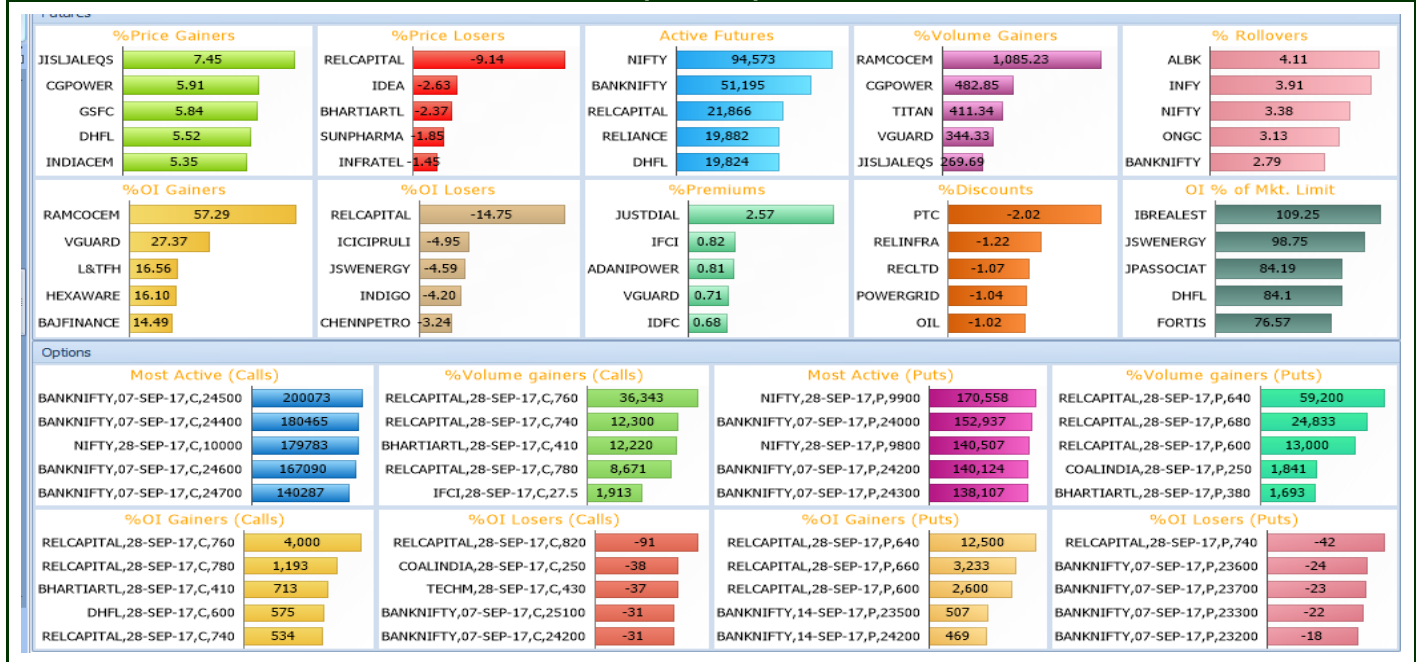 Futures
%Price Gainers
JISLJALEQS 7.45
CGPOWER 5.91
GSFC 5.84
DHFL 5.52
INDIACEM 5.35
%Price Losers
RELCAPITAL -9.14
IDEA -2.63
BHARTIARTL -2.37
SUNPHARMA -1.85
INFRATEL -1.45
Active Futures
NIFTY 94,573
BANKNIFTY 51,195
RELCAPITAL 21,866
RELIANCE 19,882
DHFL 19,824
%Volume Gainers
RAMCOCEM 1,085.23
CGPOWER 482.85
TITAN 411.34
VGUARD 344.33
JISLJALEQS 269.69
% Rollovers
ALBK 4.11
INFY 3.91
NIFTY 3.38
ONGC 3.13
BANKNIFTY 2.79
%OI Gainers
RAMCOCEM 57.29
VGUARD 27.37
L&TFH 16.56
HEXAWARE 16.10
BAJFINANCE 14.49
%OI Losers
RELCAPITAL -14.75
ICICIPRULI -4.95
JSWENERGY -4.59
INDIGO -4.20
CHENNPETRO -3.24
%Premiums
JUSTDIAL 2.57
IFCI 0.82
ADANIPOWER 0.81
VGUARD 0.71
IDFC 0.68
%Discounts
PTC -2.02
RELINFRA -1.22
RECLTD -1.07
POWERGRID -1.04
OIL -1.02
OI % of Mkt. Limit
IBREALEST 109.25
JSWENERGY 98.75
JPASSOCIAT 84.19
DHFL 84.1
FORTIS 76.57
Options
Most Active (Calls)
BANKNIFTY,07-SEP-17,C,24500 200073
BANKNIFTY,07-SEP-17,C,24400 180465
NIFTY,28-SEP-17,C,10000 179783
BANKNIFTY,07-SEP-17,C,24600 167090
BANKNIFTY,07-SEP-17,C,24700 140287
%Volume gainers (Calls)
RELCAPITAL,28-SEP-17,C,760 36,343
RELCAPITAL,28-SEP-17,C,740 12,300
BHARTIARTL,28-SEP-17,C,410 12,220
RELCAPITAL,28-SEP-17,C,780 8,671
IFCI,28-SEP-17,C,27.5 1,913
Most Active (Puts)
NIFTY,28-SEP-17,P,9900 170,558
BANKNIFTY,07-SEP-17,P,24000 152,937
NIFTY,28-SEP-17,P,9800 140,507
BANKNIFTY,07-SEP-17,P,24200 140,124
BANKNIFTY,07-SEP-17,P,24300 138,107
%Volume gainers (Puts)
RELCAPITAL,28-SEP-17,P,640 59,200
RELCAPITAL,28-SEP-17,P,680 24,833
RELCAPITAL,28-SEP-17,P,600 13,000
COALINDIA,28-SEP-17,P,250 1,841
BHARTIARTL,28-SEP-17,P,380 1,693
%OI Gainers (Calls)
RELCAPITAL,28-SEP-17,C,760 4,000
RELCAPITAL,28-SEP-17,C,780 1,193
BHARTIARTL,28-SEP-17,C,410 713
DHFL,28-SEP-17,C,600 575
RELCAPITAL,28-SEP-17,C,740 534
%OI Losers (Calls)
RELCAPITAL,28-SEP-17,C,820 -91
COALINDIA,28-SEP-17,C,250 -38
TECHM,28-SEP-17,C,430 -37
BANKNIFTY,07-SEP-17,C,25100 -31
BANKNIFTY,07-SEP-17,C,24200 -31
%OI Gainers (Puts)
RELCAPITAL,28-SEP-17,P,640 12,500
RELCAPITAL,28-SEP-17,P,660 3,233
RELCAPITAL,28-SEP-17,P,600 2,600
BANKNIFTY,14-SEP-17,P,23500 507
BANKNIFTY,14-SEP-17,P,24200 469
%OI Losers (Puts)
RELCAPITAL,28-SEP-17,P,740 -42
BANKNIFTY,07-SEP-17,P,23600 -24
BANKNIFTY,07-SEP-17,P,23700 -23
BANKNIFTY,07-SEP-17,P,23300 -22
BANKNIFTY,07-SEP-17,P,23200 -18